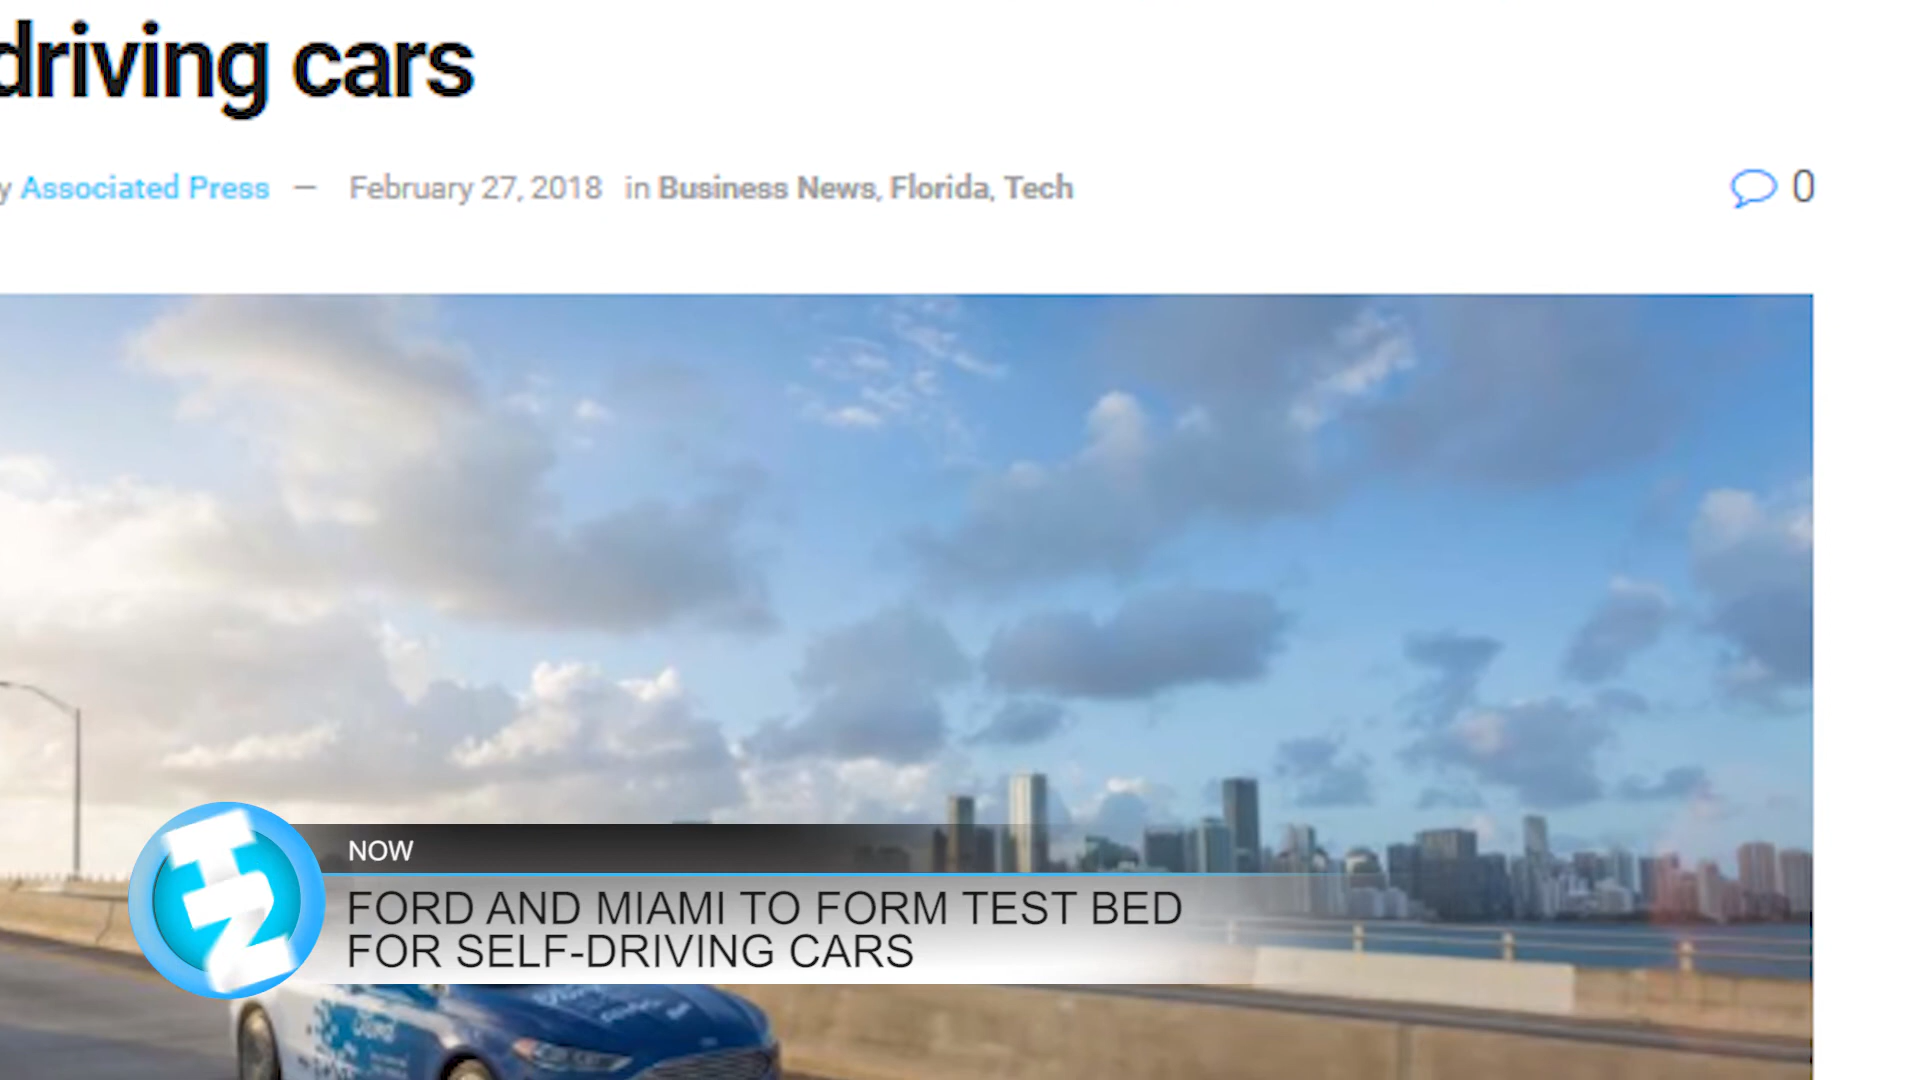 driving cars
y Associated Press — February 27, 2018 in Business News, Florida, Tech
0
NOW
FORD AND MIAMI TO FORM TEST BED
FOR SELF-DRIVING CARS